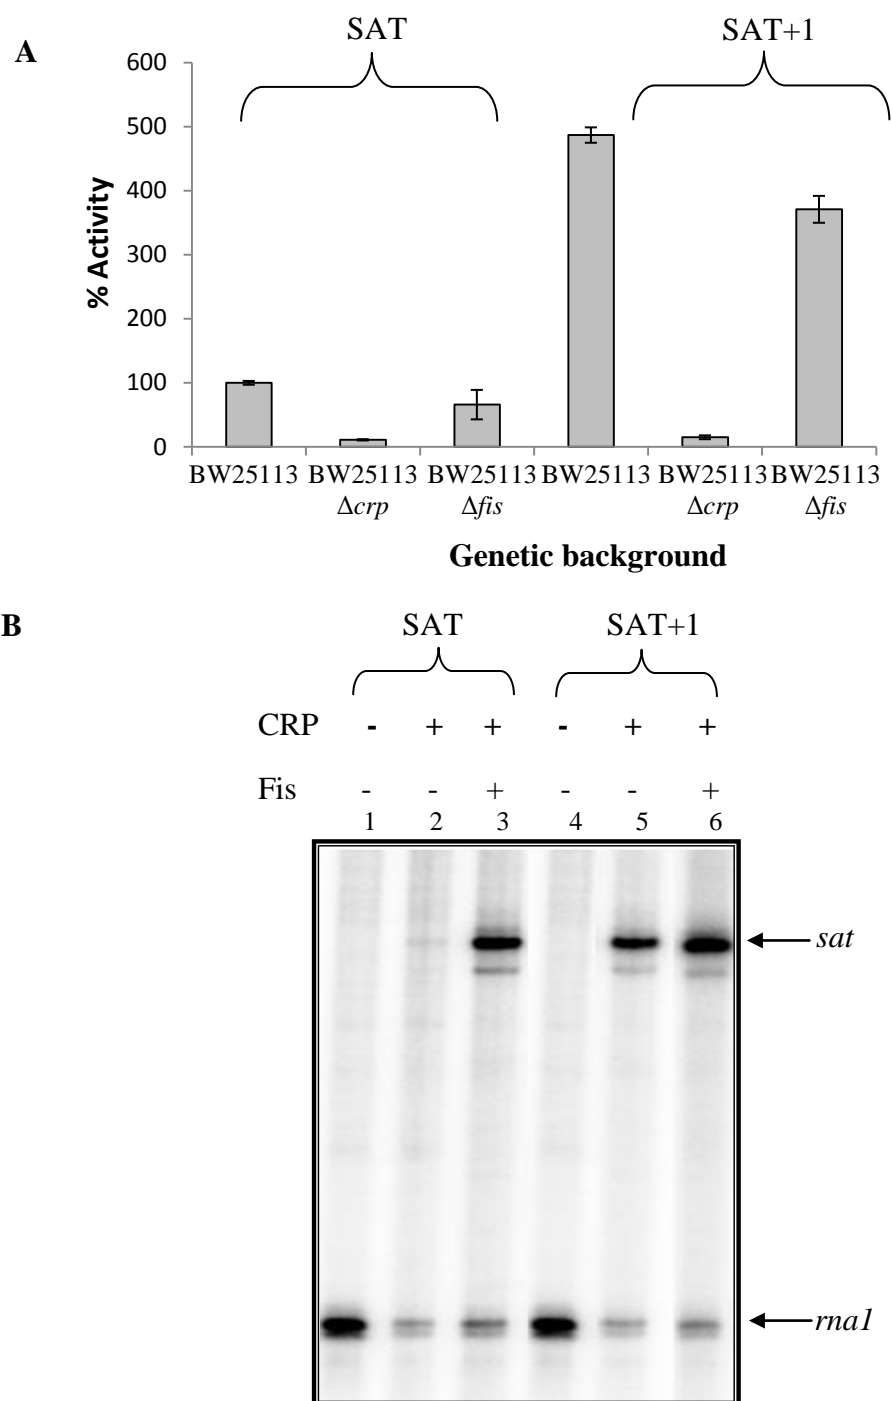 A
SAT
SAT+1
600
500
400
300
200
100
0
% Activity
BW25113 BW25113 BW25113 BW25113 BW25113 BW25113
Δcrp Δfis Δcrp Δfis
Genetic background
B
SAT SAT+1
CRP - + + - + +
Fis - - + - - +
1 2 3 4 5 6
sat
rna1